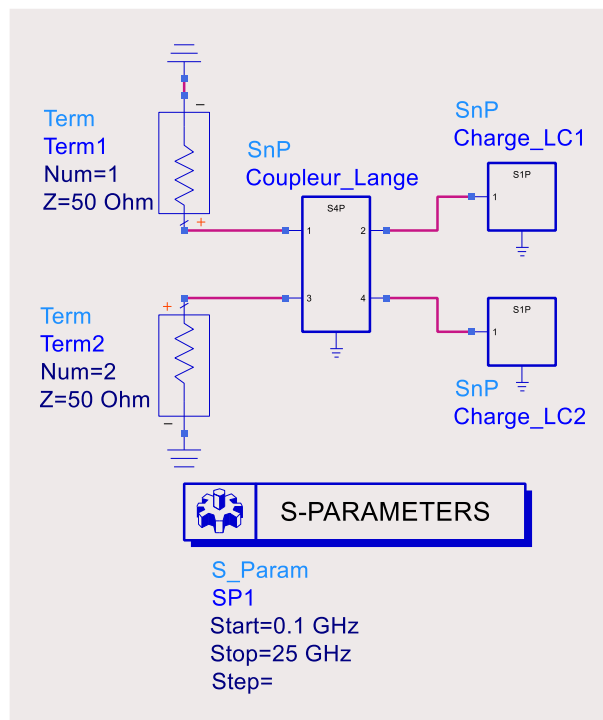 Term
Term1
Num=1
Z=50 Ohm
−
+
SnP
Coupleur_Lange
S4P
1
2
3
4
SnP
Charge_LC1
S1P
1
Term
Term2
Num=2
Z=50 Ohm
+
−
S1P
1
SnP
Charge_LC2
S-PARAMETERS
S_Param
SP1
Start=0.1 GHz
Stop=25 GHz
Step=